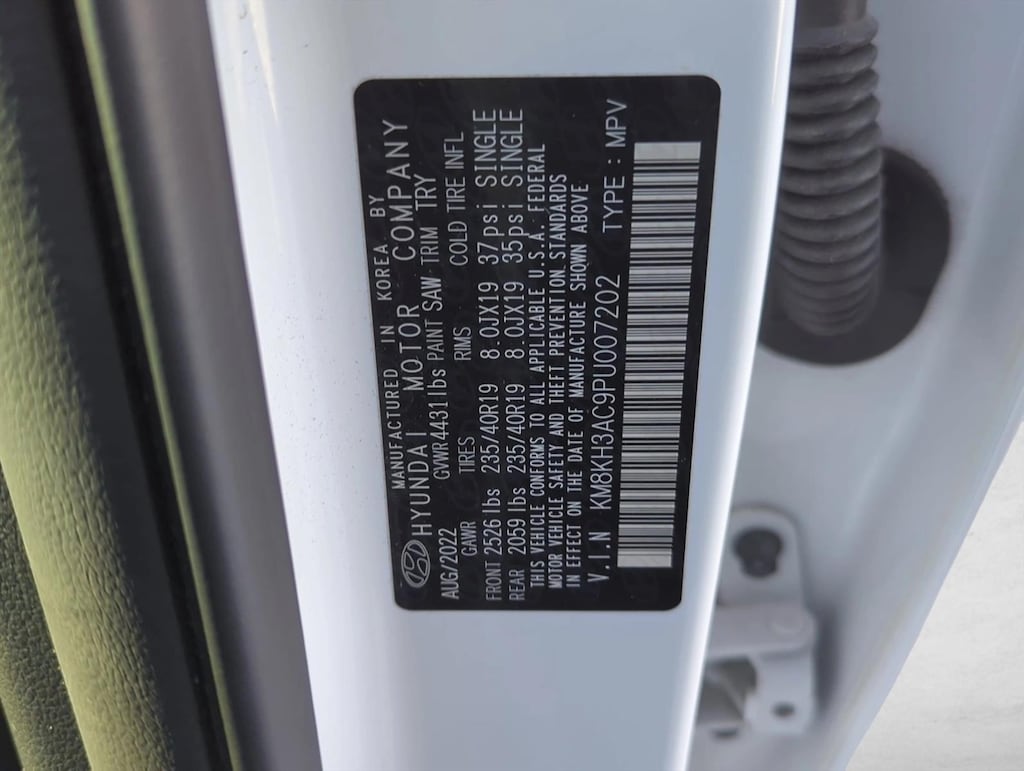 MANUFACTURED IN KOREA BY
HYUNDAI MOTOR COMPANY
AUG/2022 GVWR4431lbs PAINT SAW TRIM TRY
GAWR TIRES RIMS COLD TIRE INFL
FRONT 2526 lbs 235/40R19 8.0JX19 37psi SINGLE
REAR 2059 lbs 235/40R19 8.0JX19 35psi SINGLE
THIS VEHICLE CONFORMS TO ALL APPLICABLE U.S.A. FEDERAL
MOTOR VEHICLE SAFETY AND THEFT PREVENTION STANDARDS
IN EFFECT ON THE DATE OF MANUFACTURE SHOWN ABOVE
V.I.N KM8KH3AC9PU007202 TYPE : MPV